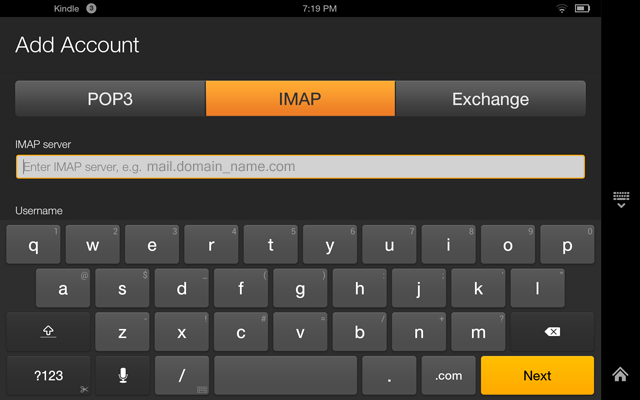 Kindle 3 7:19 PM
Add Account
POP3 IMAP Exchange
IMAP server
Enter IMAP server, e.g. mail.domain_name.com
Username
q 1 w 2 e 3 r 4 t 5 y 6 u 7 i 8 o 9 p 0
a @ s $ d _ f ( g ) h : j ; k ' l "
z - x ! c # v = b / n + m ?
?123 / . .com Next